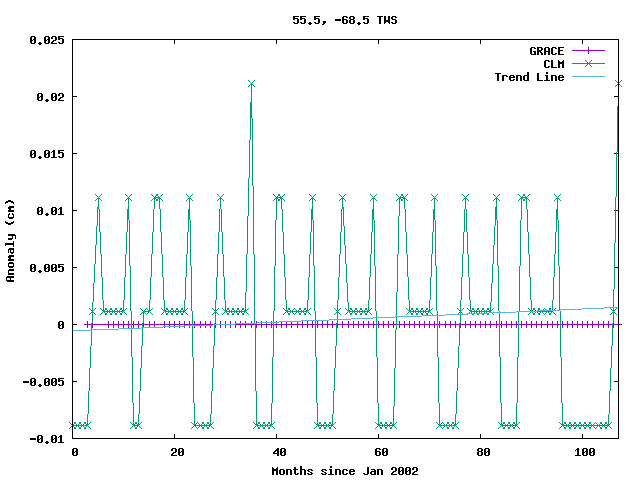 55.5, -68.5 TWS
GRACE
CLM
Trend Line
0.025
0.02
0.015
0.01
0.005
0
-0.005
-0.01
Anomaly (cm)
0 20 40 60 80 100
Months since Jan 2002